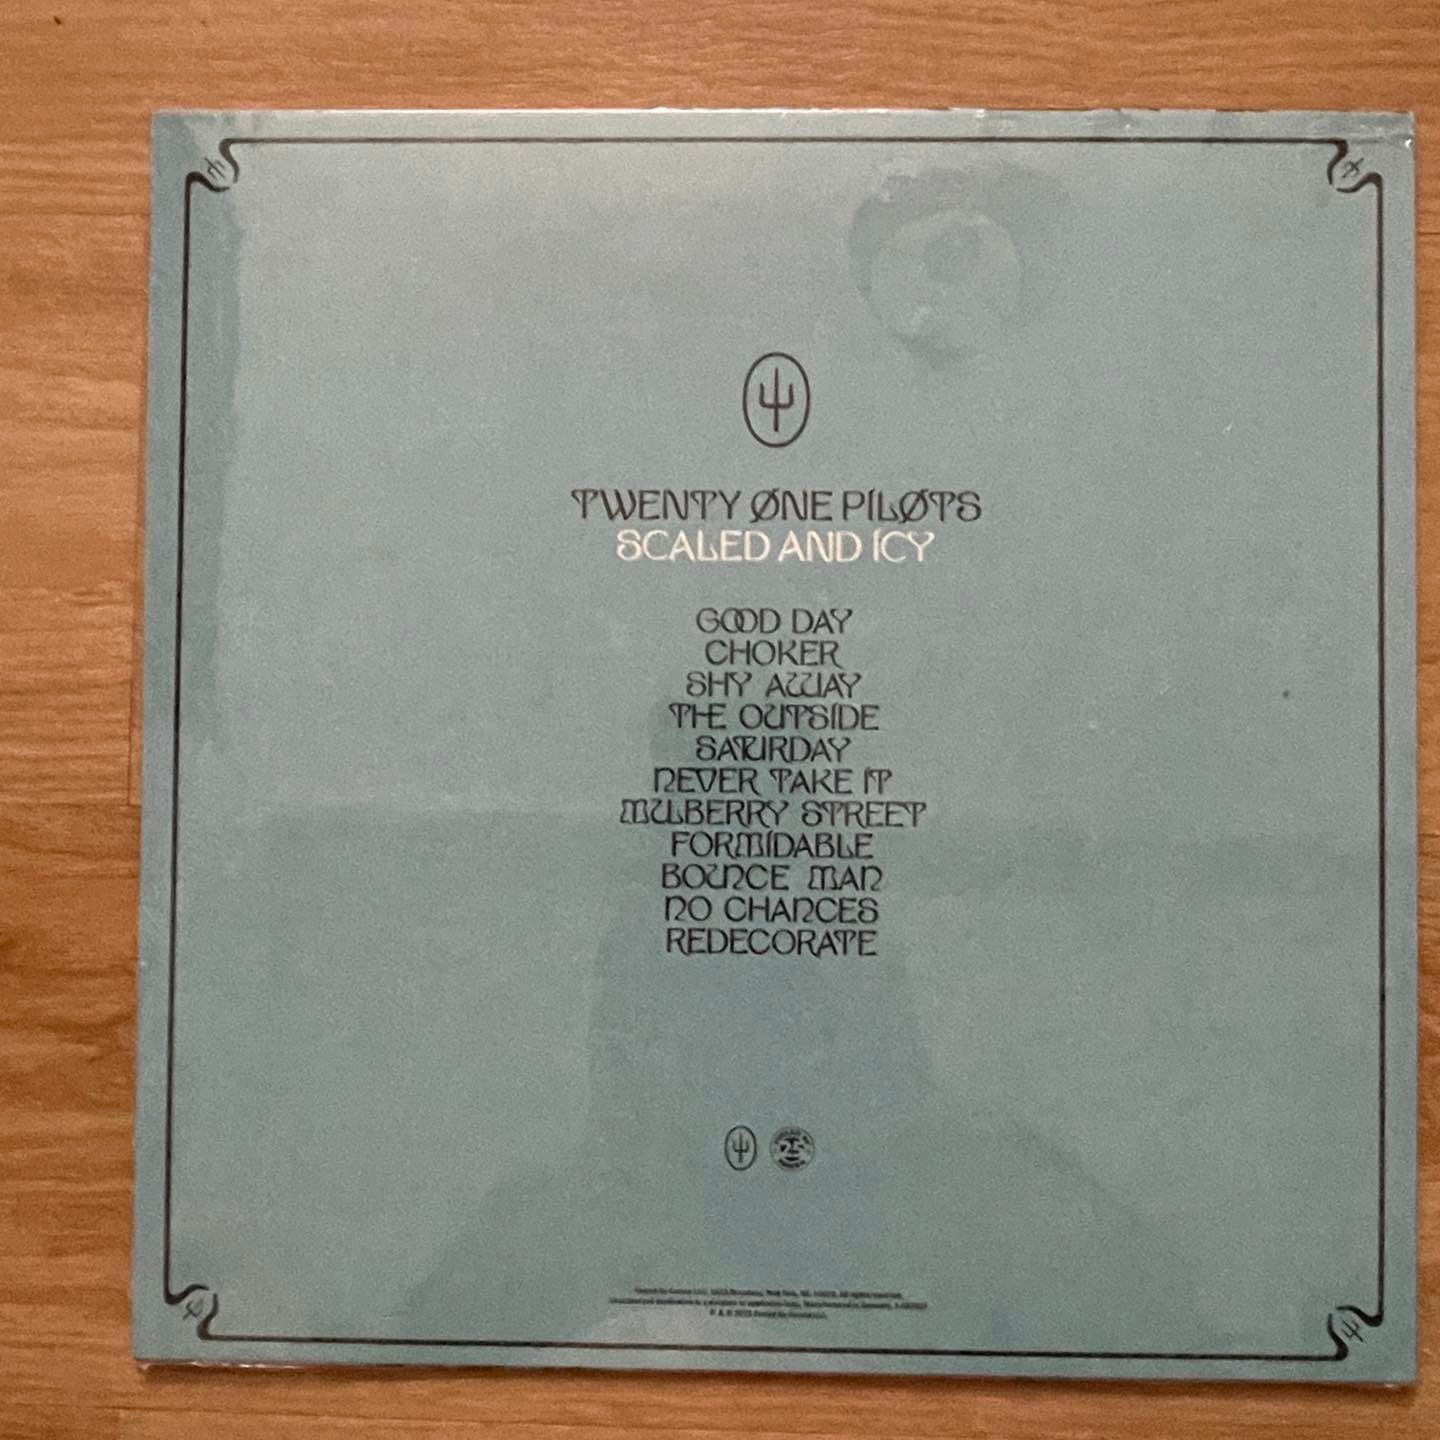 TWENTY ØNE PILØTS
SCALED AND ICY
GOOD DAY
CHOKER
SHY AWAY
THE OUTSIDE
SATURDAY
NEVER TAKE IT
MULBERRY STREET
FORMIDABLE
BOUNCE MAN
NO CHANCES
REDECORATE